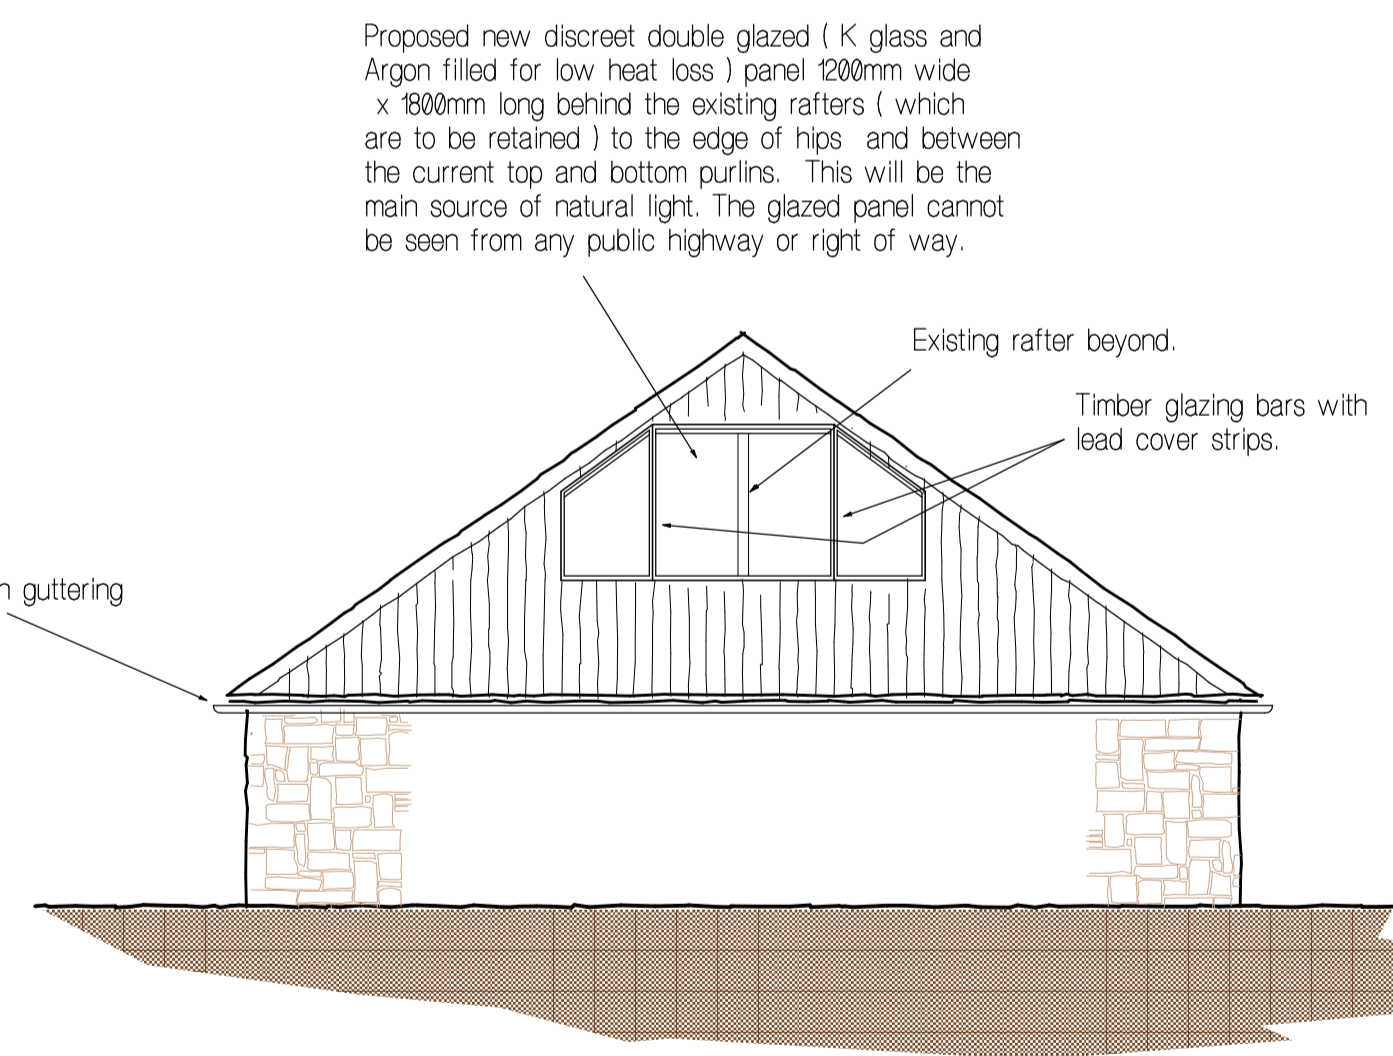 Proposed new discreet double glazed ( K glass and
Argon filled for low heat loss ) panel 1200mm wide
x 1800mm long behind the existing rafters ( which
are to be retained ) to the edge of hips and between
the current top and bottom purlins. This will be the
main source of natural light. The glazed panel cannot
be seen from any public highway or right of way.
Existing rafter beyond.
Timber glazing bars with
lead cover strips.
guttering